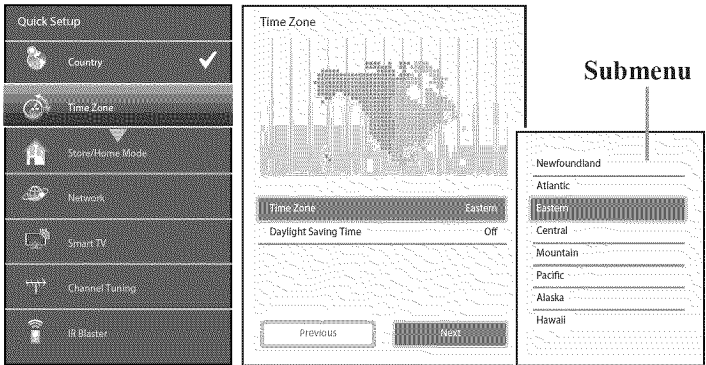 Quick Setup
Country
Time Zone
Store/Home Mode
Network
Smart TV
Channel Tuning
IR Blaster
Time Zone
Time Zone Eastern
Daylight Saving Time Off
Previous Next
Submenu
Newfoundland
Atlantic
Eastern
Central
Mountain
Pacific
Alaska
Hawaii